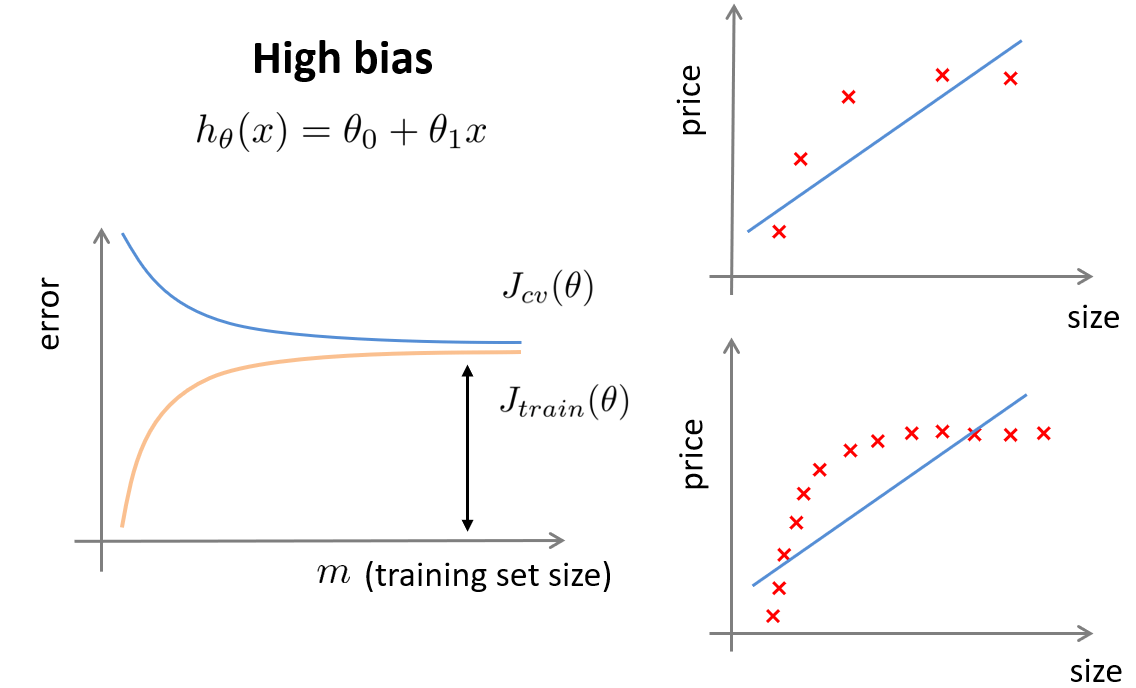 High bias
hθ(x) = θ0 + θ1x
error
Jcv(θ)
Jtrain(θ)
m (training set size)
price
size
price
size